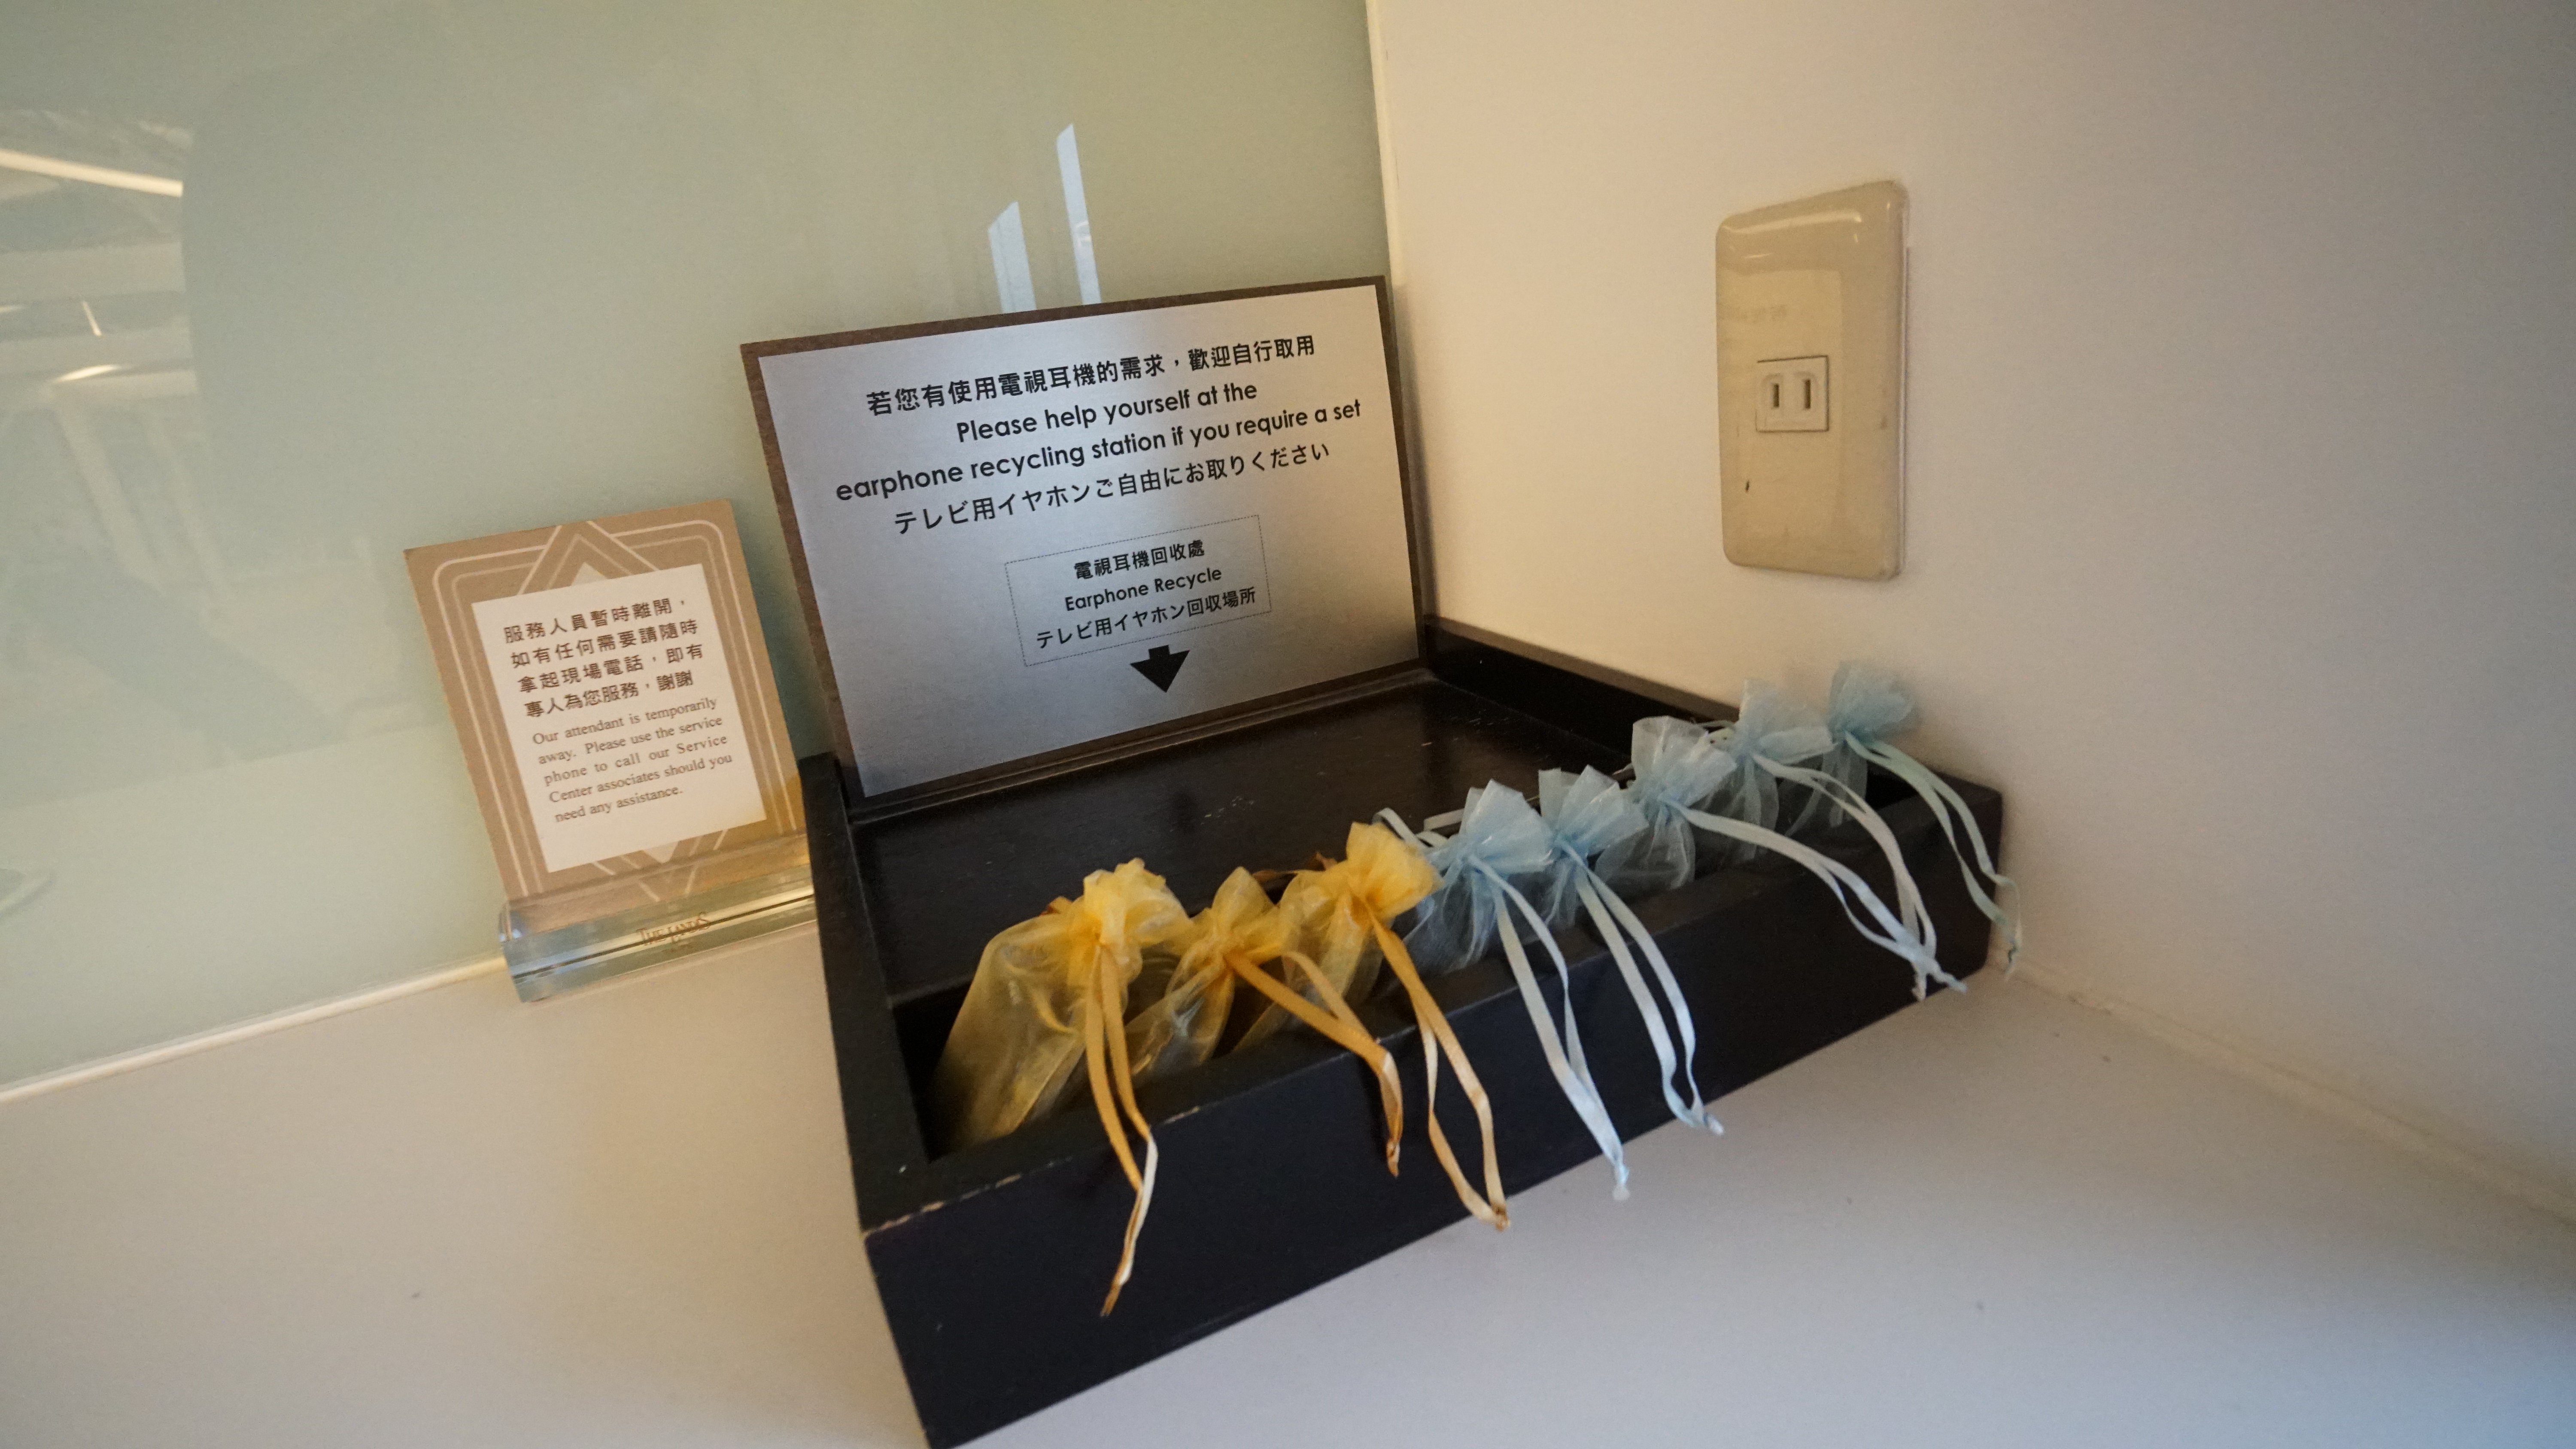 服務人員暫時離開，
如有任何需要請隨時
拿起現場電話，即有
專人為您服務，謝謝
Our attendant is temporarily
away. Please use the service
phone to call our Service
Center associates should you
need any assistance.
THE LANDIS
若您有使用電視耳機的需求，歡迎自行取用
Please help yourself at the
earphone recycling station if you require a set
テレビ用イヤホンご自由にお取りください
電視耳機回收處
Earphone Recycle
テレビ用イヤホン回収場所